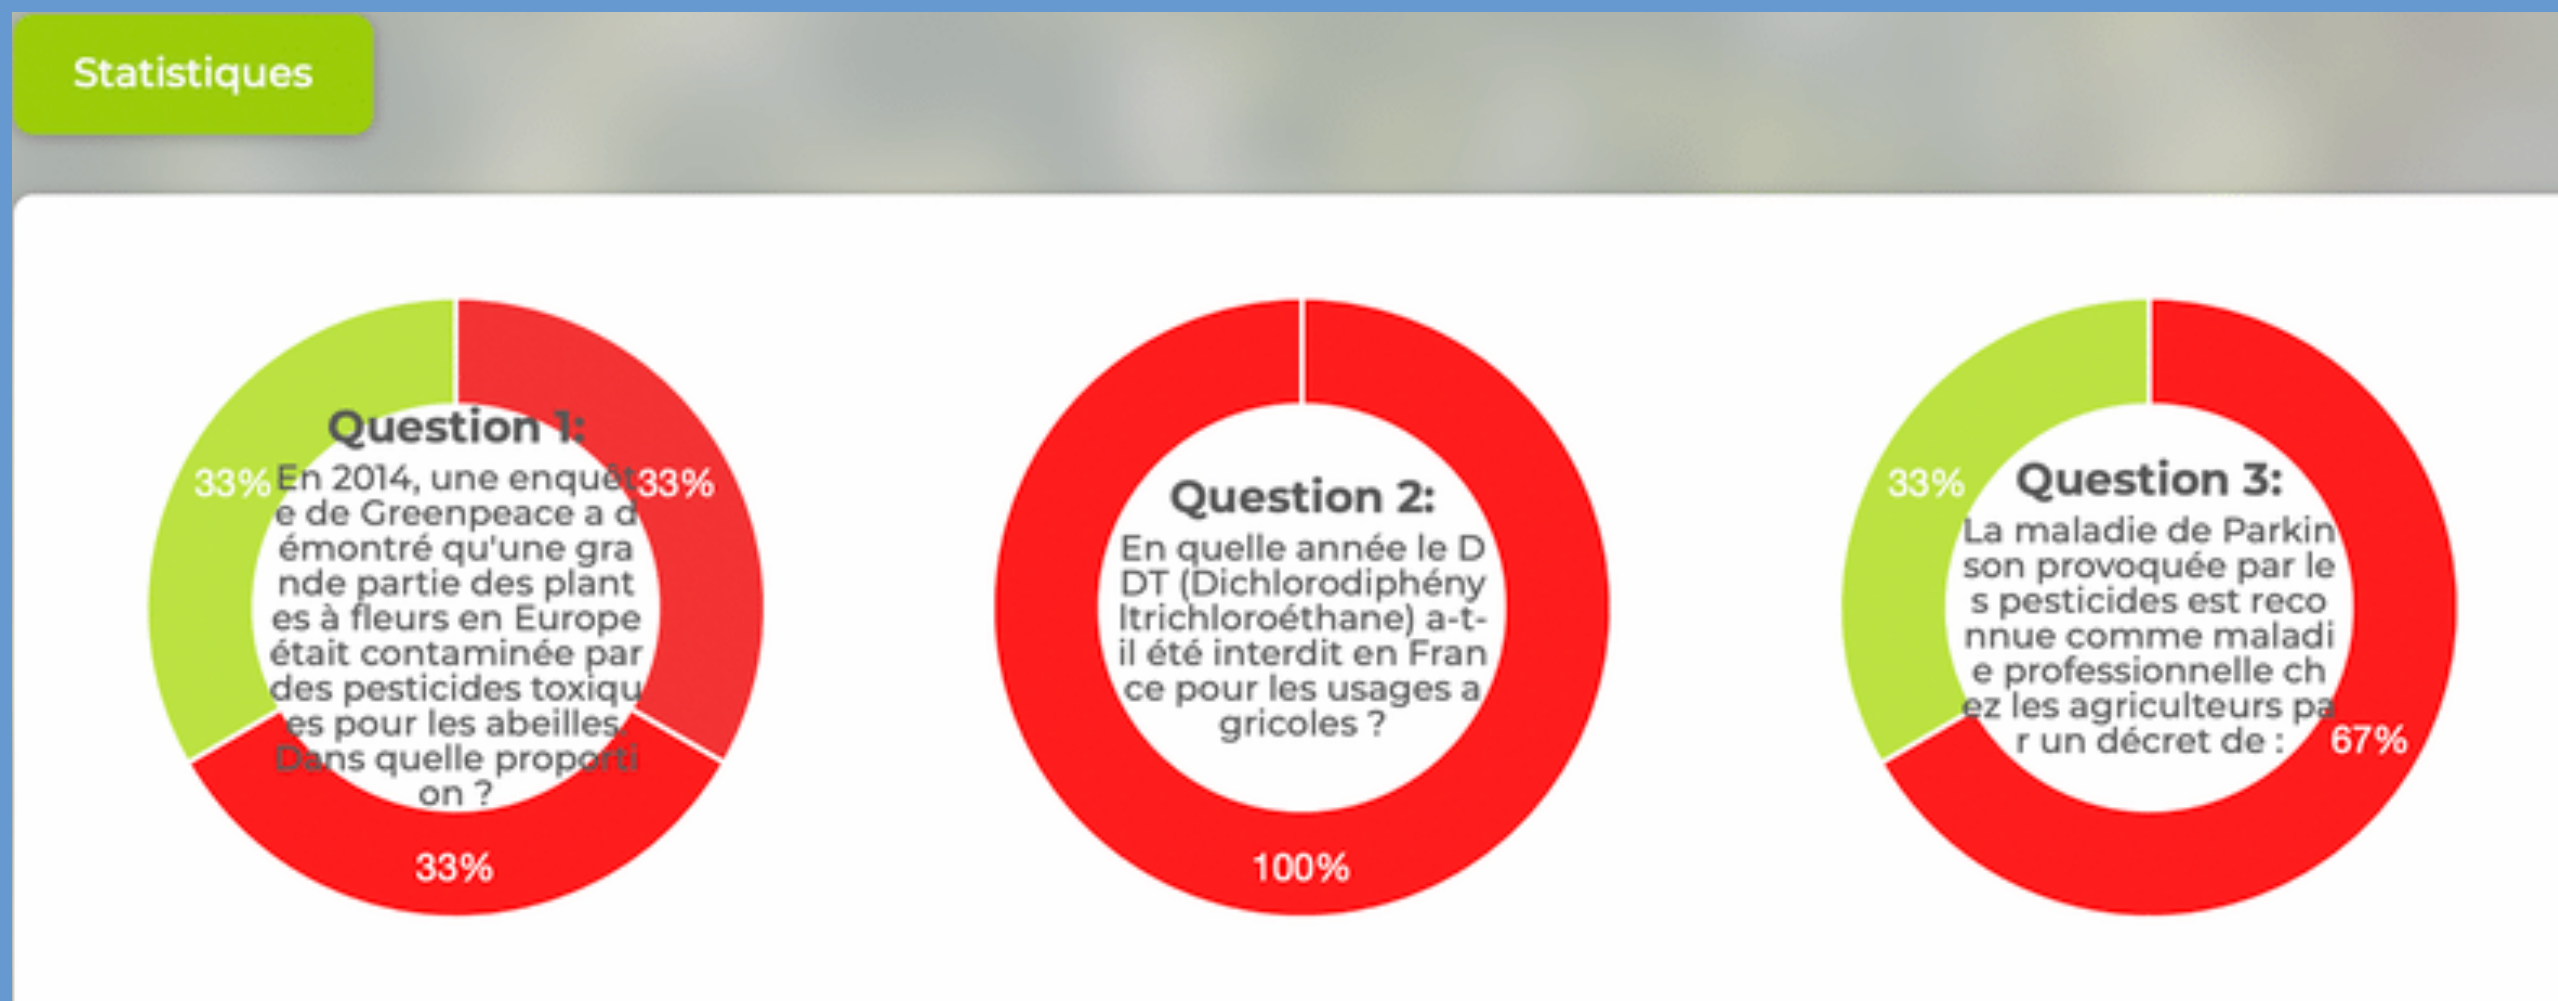 Statistiques
Question 1:
33%
En 2014, une enquêt
33%
e de Greenpeace a d
émontré qu'une gra
nde partie des plant
es à fleurs en Europe
était contaminée par
des pesticides toxiqu
es pour les abeilles.
Dans quelle proporti
on ?
33%
Question 2:
En quelle année le D
DT (Dichlorodiphény
ltrichloroéthane) a-t-
il été interdit en Fran
ce pour les usages a
gricoles ?
100%
33%
Question 3:
La maladie de Parkin
son provoquée par le
s pesticides est reco
nnue comme maladi
e professionnelle ch
ez les agriculteurs pa
r un décret de :
67%